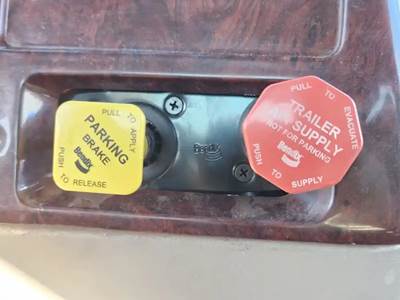 PULL TO APPLY
PARKING
BRAKE
Bendix
PUSH TO RELEASE
Bendix
PULL TO EVACUATE
TRAILER
AIR SUPPLY
NOT FOR PARKING
Bendix
PUSH TO SUPPLY